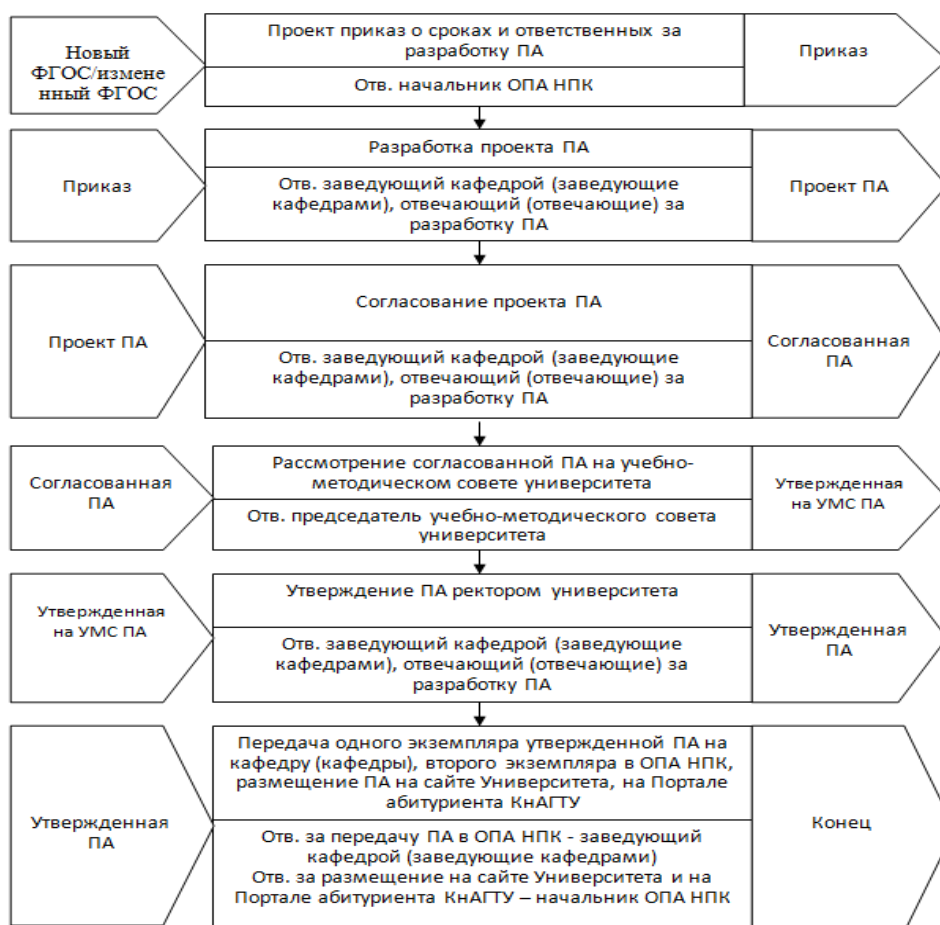 Новый
ФГОС/измене
нный ФГОС
Проект приказ о сроках и ответственных за
разработку ПА
Отв. начальник ОПА НПК
Приказ
Приказ
Разработка проекта ПА
Отв. заведующий кафедрой (заведующие
кафедрами), отвечающий (отвечающие) за
разработку ПА
Проект ПА
Проект ПА
Согласование проекта ПА
Отв. заведующий кафедрой (заведующие
кафедрами), отвечающий (отвечающие) за
разработку ПА
Согласованная
ПА
Согласованная
ПА
Рассмотрение согласованной ПА на учебно-
методическом совете университета
Отв. председатель учебно-методического совета
университета
Утвержденная
на УМС ПА
Утвержденная
на УМС ПА
Утверждение ПА ректором университета
Отв. заведующий кафедрой (заведующие
кафедрами), отвечающий (отвечающие) за
разработку ПА
Утвержденная
ПА
Утвержденная
ПА
Передача одного экземпляра утвержденной ПА на
кафедру (кафедры), второго экземпляра в ОПА НПК,
размещение ПА на сайте Университета, на Портале
абитуриента КнАГТУ
Отв. за передачу ПА в ОПА НПК - заведующий
кафедрой (заведующие кафедрами)
Отв. за размещение на сайте Университета и на
Портале абитуриента КнАГТУ – начальник ОПА НПК
Конец